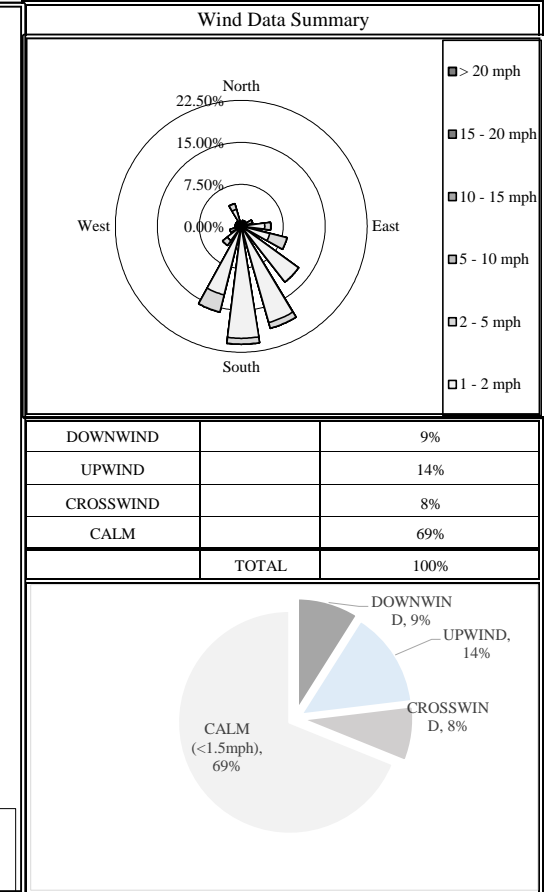 Wind Data Summary
North
22.50%
15.00%
7.50%
West
0.00%
East
South
> 20 mph
15 - 20 mph
10 - 15 mph
5 - 10 mph
2 - 5 mph
1 - 2 mph
DOWNWIND 9%
UPWIND 14%
CROSSWIND 8%
CALM 69%
TOTAL 100%
DOWNWIN
D, 9%
UPWIND,
14%
CROSSWIN
D, 8%
CALM
(<1.5mph),
69%